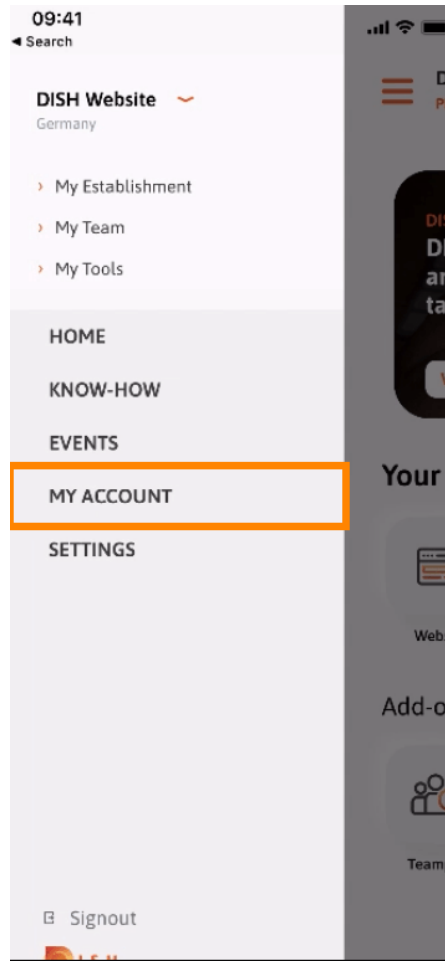 09:41
◀ Search
DISH Website
Germany
› My Establishment
› My Team
› My Tools
HOME
KNOW-HOW
EVENTS
MY ACCOUNT
SETTINGS
Signout
Your
Add-o
Team